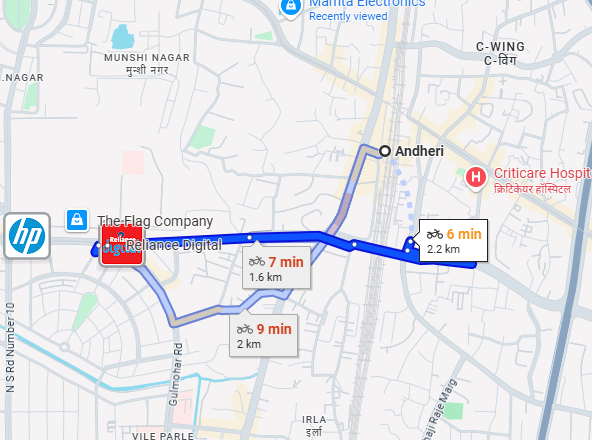 Mamta Electronics
Recently viewed
MUNSHI NAGAR
मुन्शी नगर
C-WING
C-विंग
.NAGAR
Andheri
Criticare Hospit
क्रिटिकेयर हॉस्पिटल
The Flag Company
hp
Reliance Digital
6 min
2.2 km
7 min
1.6 km
9 min
2 km
N S Rd Number 10
Gulmohar Rd
IRLA
इर्ला
VILE PARLE
H